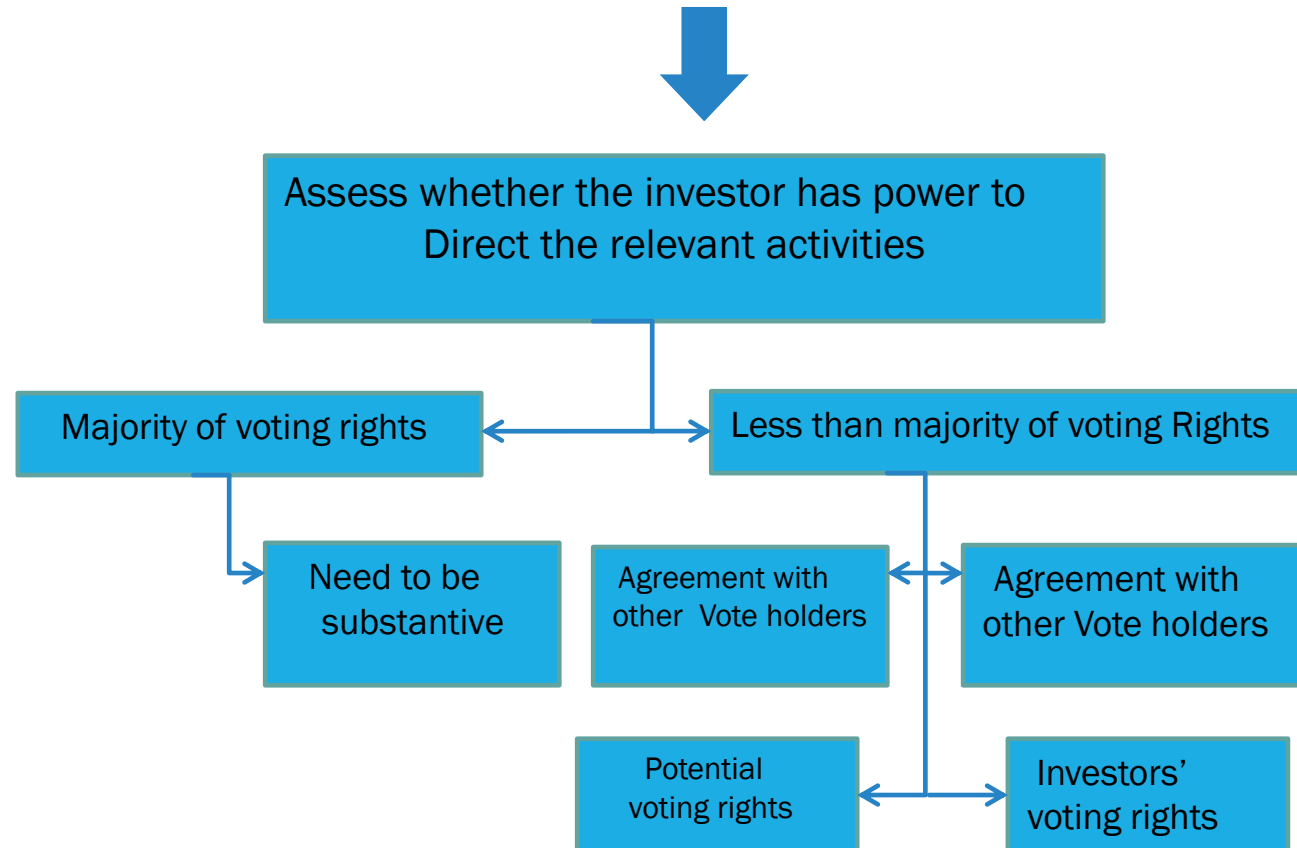 Assess whether the investor has power to
Direct the relevant activities
Majority of voting rights
Less than majority of voting Rights
Need to be
substantive
Agreement with
other Vote holders
Agreement with
other Vote holders
Potential
voting rights
Investors’
voting rights